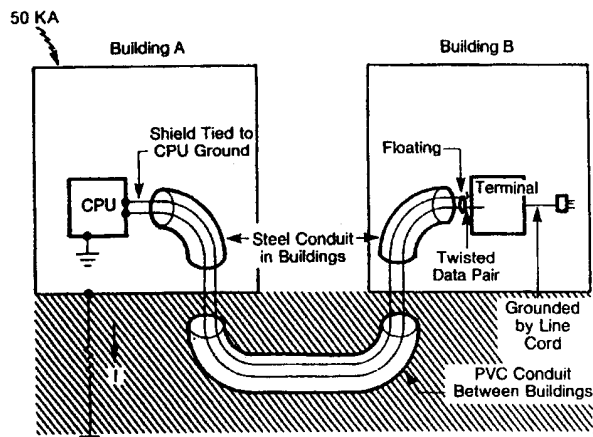 50 KA
Building A
Building B
Shield Tied to
CPU Ground
CPU
Floating
Terminal
Steel Conduit
in Buildings
Twisted
Data Pair
Grounded
by Line
Cord
PVC Conduit
Between Buildings